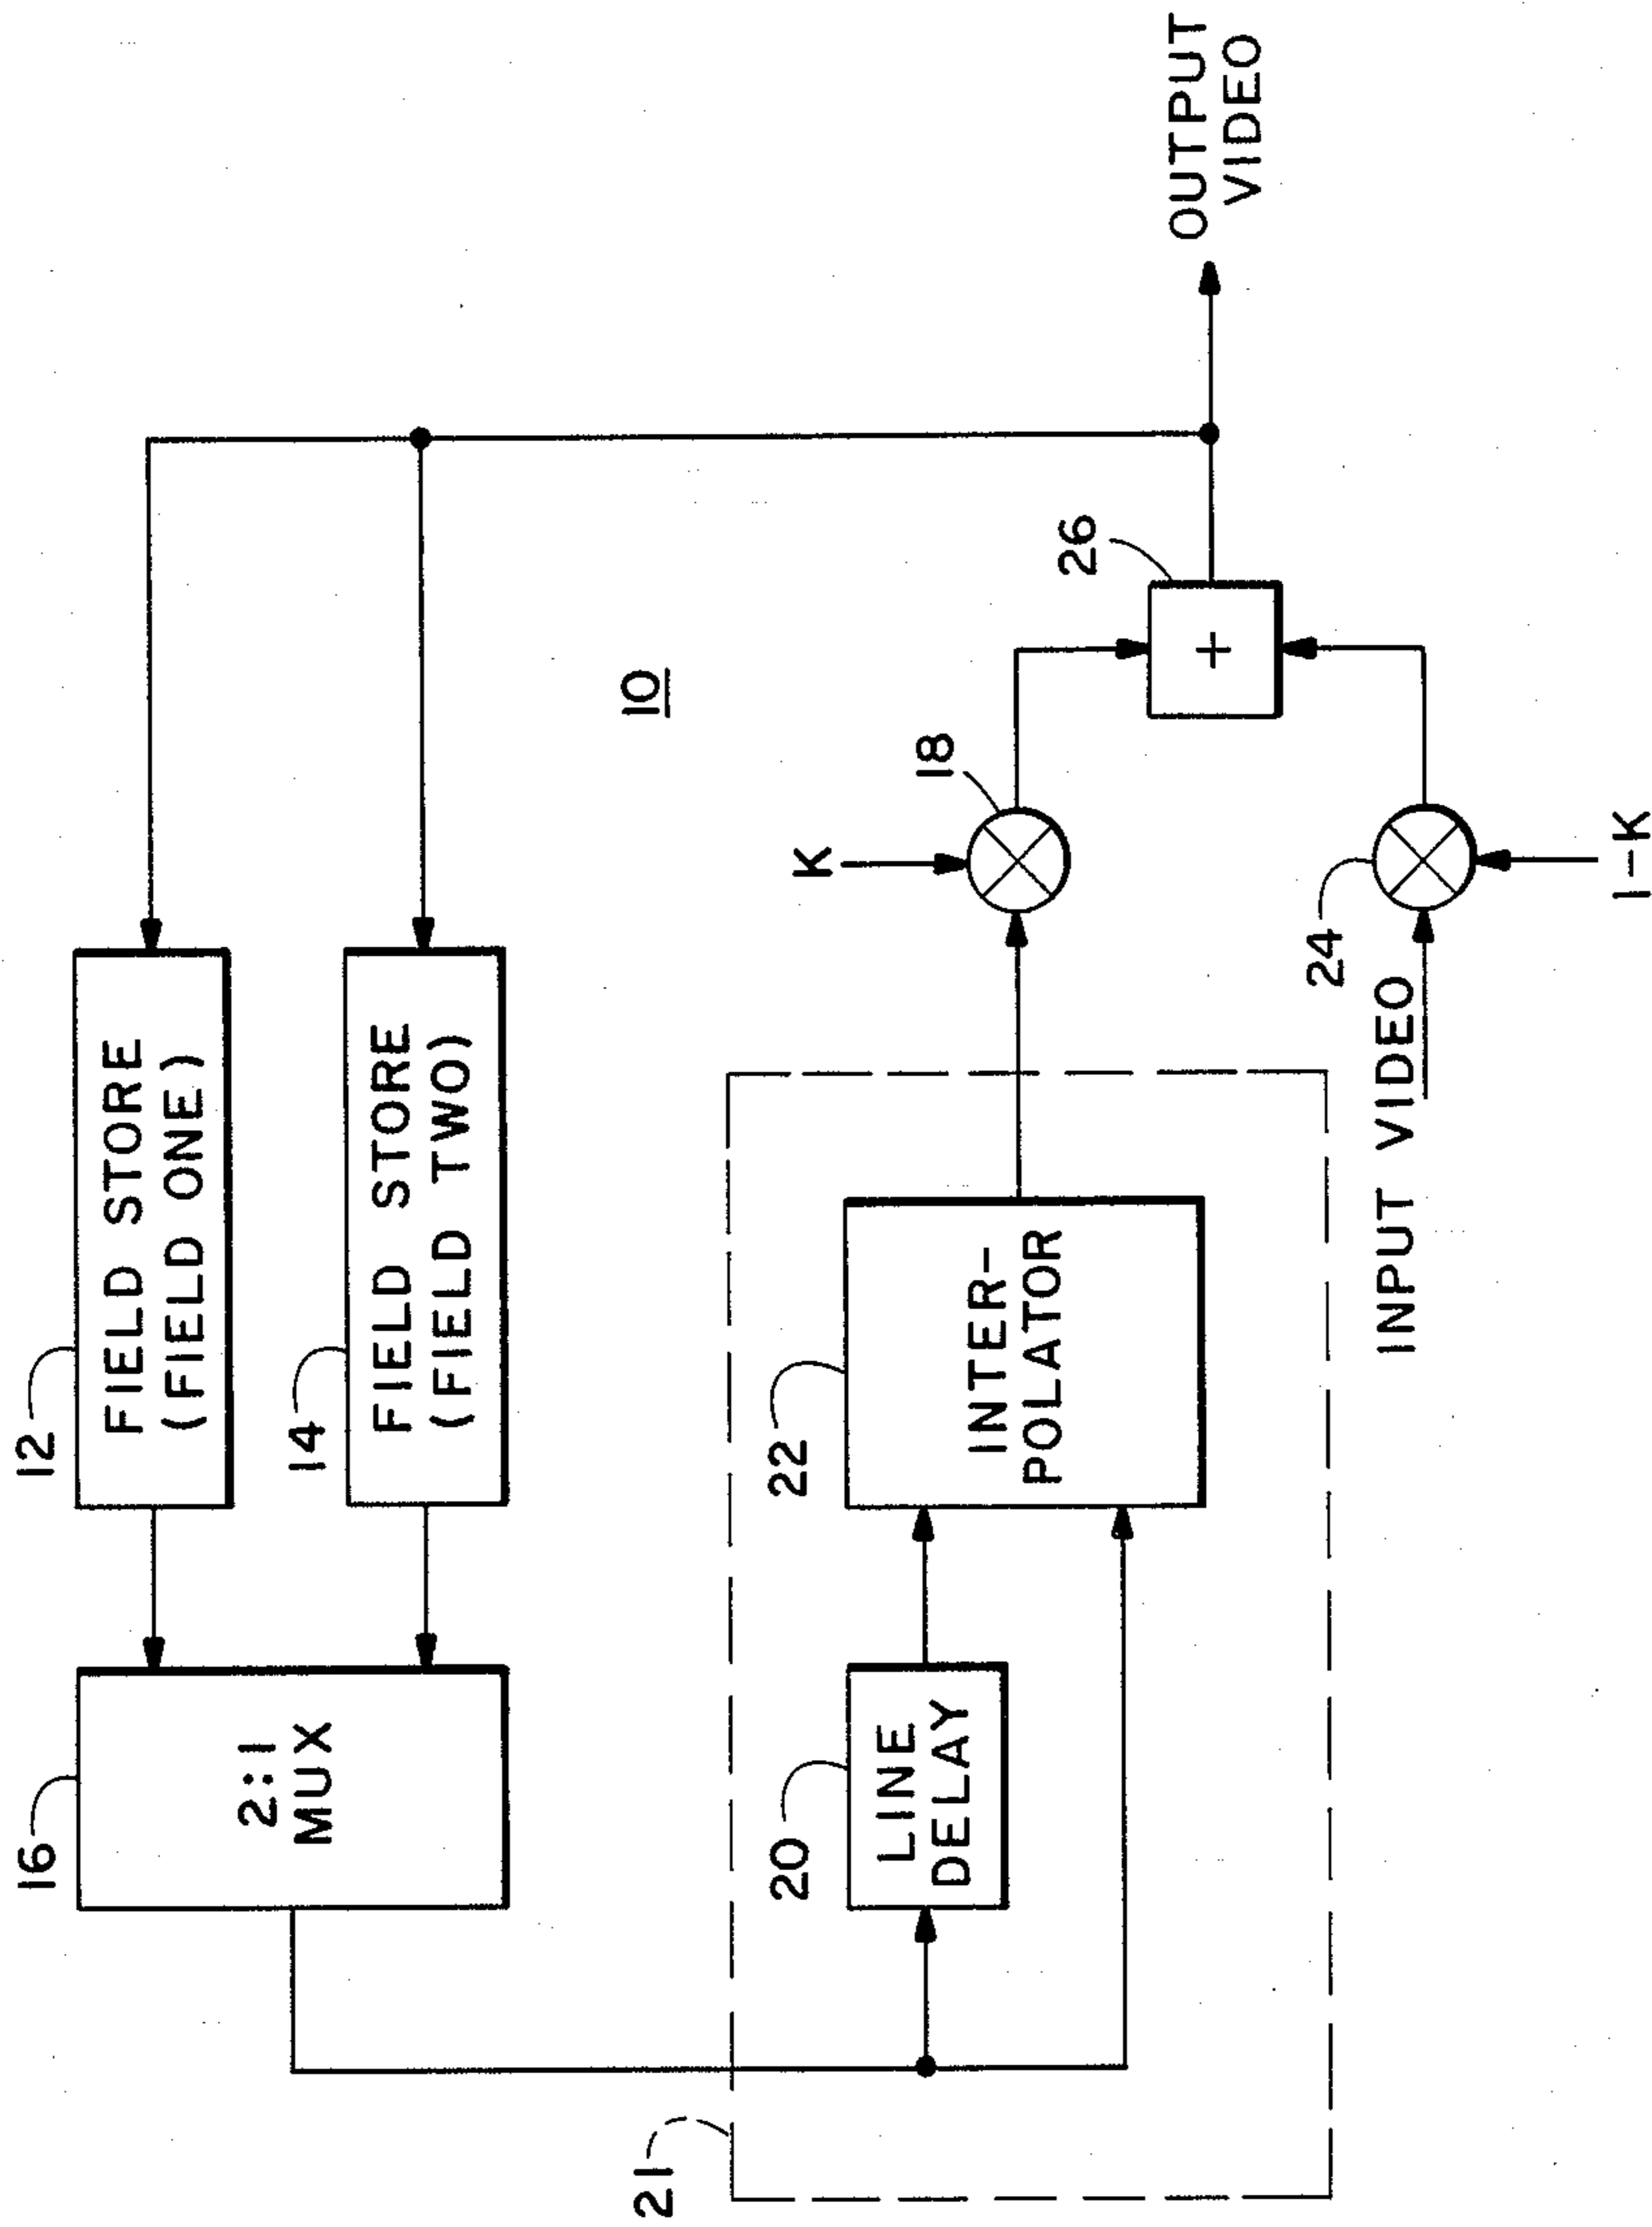 16
2:1
MUX
12
FIELD STORE
(FIELD ONE)
14
FIELD STORE
(FIELD TWO)
10
21
20
LINE
DELAY
22
INTER-
POLATOR
K
18
26
+
OUTPUT
VIDEO
INPUT VIDEO
24
1-K